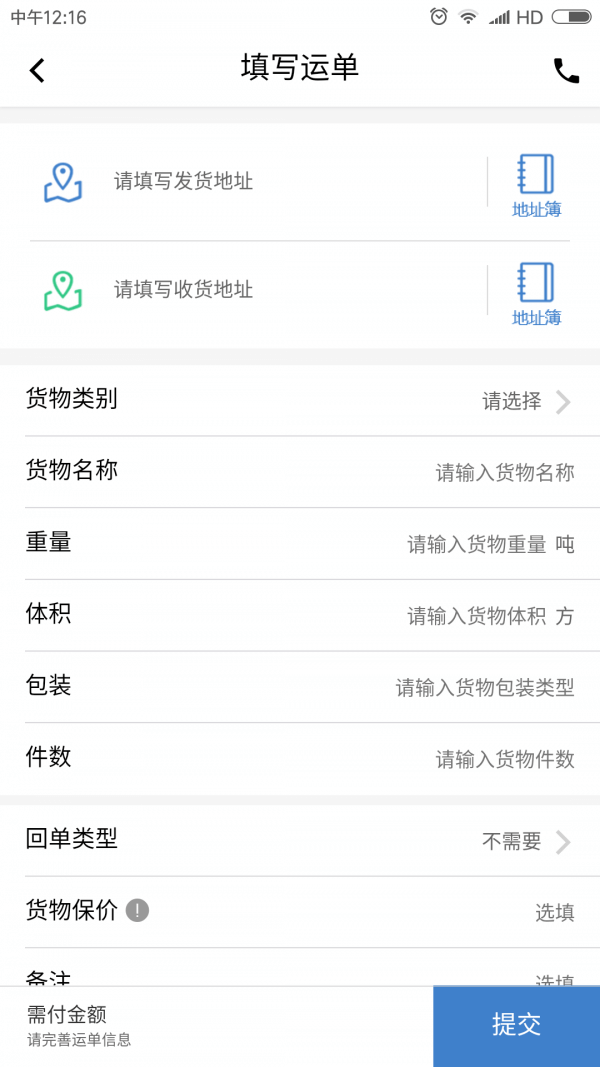 中午12:16
HD
填写运单
请填写发货地址
地址簿
请填写收货地址
地址簿
货物类别 请选择
货物名称 请输入货物名称
重量 请输入货物重量 吨
体积 请输入货物体积 方
包装 请输入货物包装类型
件数 请输入货物件数
回单类型 不需要
货物保价 ! 选填
备注 选填
需付金额
请完善运单信息
提交